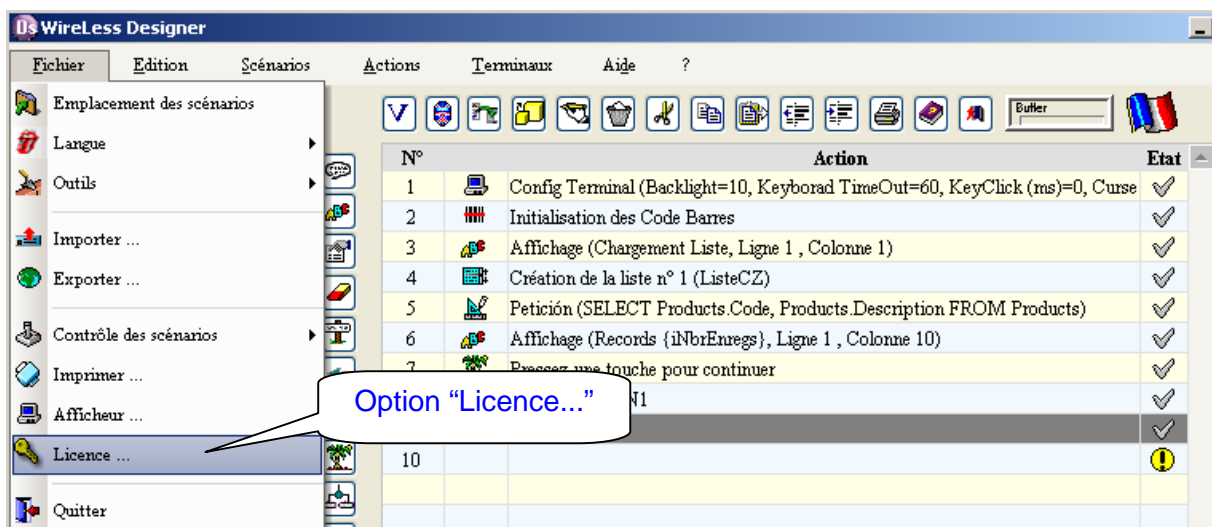 Ds WireLess Designer
Fichier Edition Scénarios Actions Terminaux Aide ?
Emplacement des scénarios
Langue
Outils
Importer ...
Exporter ...
Contrôle des scénarios
Imprimer ...
Afficheur ...
Licence ...
Quitter
V Butler
N° Action Etat
1 Config Terminal (Backlight=10, Keyborad TimeOut=60, KeyClick (ms)=0, Curse
2 Initialisation des Code Barres
3 Affichage (Chargement Liste, Ligne 1 , Colonne 1)
4 Création de la liste n° 1 (ListeCZ)
5 Petición (SELECT Products.Code, Products.Description FROM Products)
6 Affichage (Records {iNbrEnregs}, Ligne 1 , Colonne 10)
7 Pressez une touche pour continuer
N1
10
Option “Licence...”